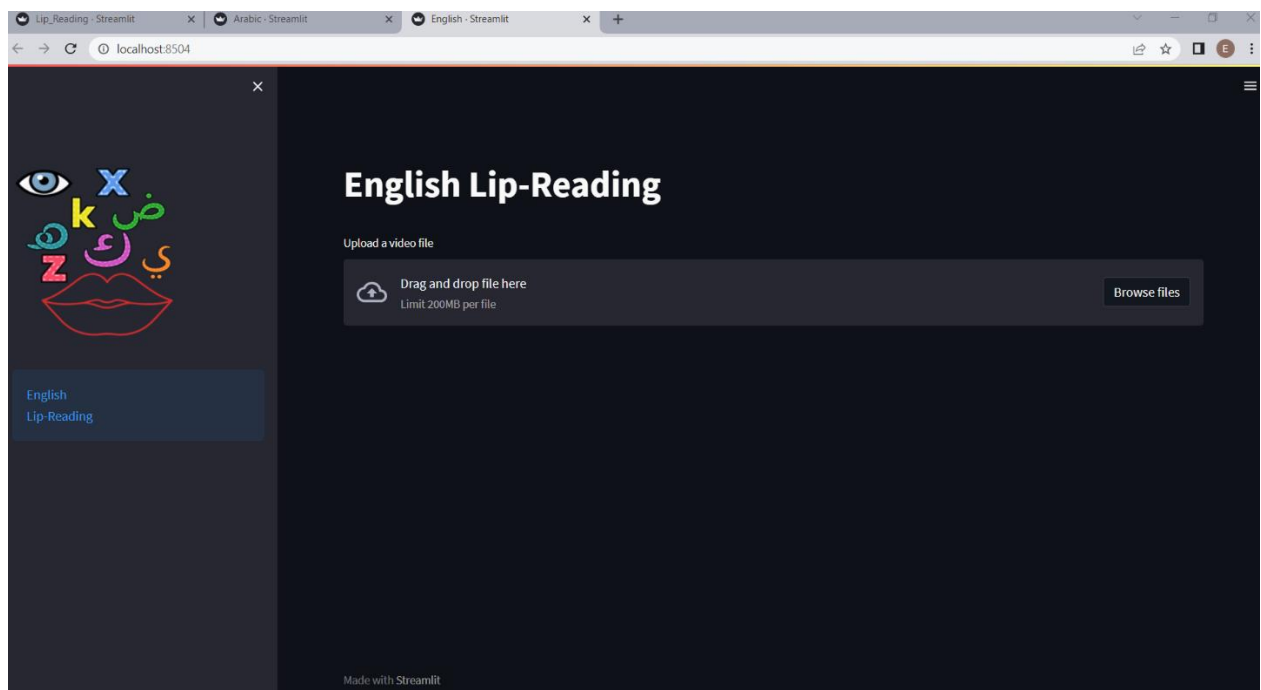 Lip_Reading · Streamlit
Arabic · Streamlit
English · Streamlit
localhost:8504
E
X
ض
k
ه
ك
ي
z
English
Lip-Reading
English Lip-Reading
Upload a video file
Drag and drop file here
Limit 200MB per file
Browse files
Made with Streamlit